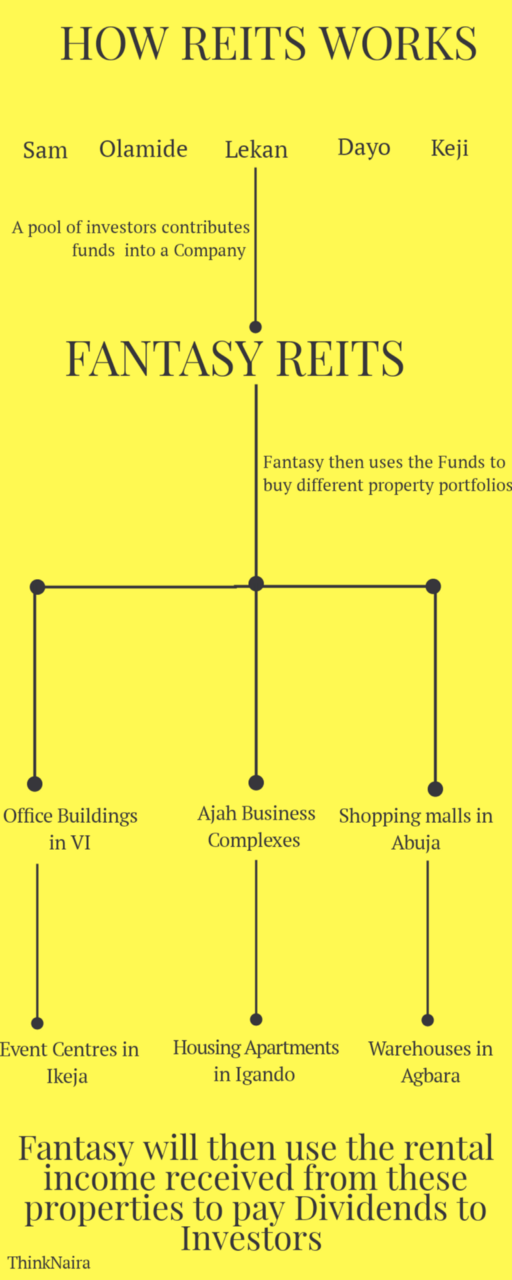 HOW REITS WORKS
Sam Olamide Lekan Dayo Keji
A pool of investors contributes
funds into a Company
FANTASY REITS
Fantasy then uses the Funds to
buy different property portfolios
Office Buildings
in VI
Ajah Business
Complexes
Shopping malls in
Abuja
Event Centres in
Ikeja
Housing Apartments
in Igando
Warehouses in
Agbara
Fantasy will then use the rental
income received from these
properties to pay Dividends to
Investors
ThinkNaira